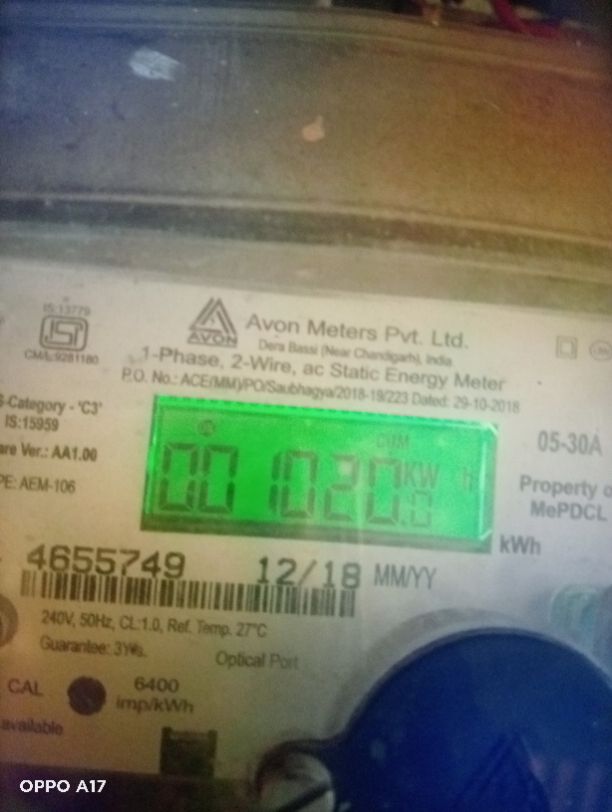 IS:13779
CM/L:9281180
AVON
Avon Meters Pvt. Ltd.
Dera Bassi (Near Chandigarh), India
1-Phase, 2-Wire, ac Static Energy Meter
P.O. No.: ACE(MM)/PO/Saubhagya/2018-19/223 Dated: 29-10-2018
S-Category - 'C3'
IS:15959
are Ver.: AA1.00
PE: AEM-106
CUM
001020.0 KW h
05-30A
Property o
MePDCL
kWh
4655749 12/18 MM/YY
240V, 50Hz, CL:1.0, Ref. Temp. 27°C
Guarantee: 3Yrs.
Optical Port
CAL 6400
imp/kWh
available
OPPO A17